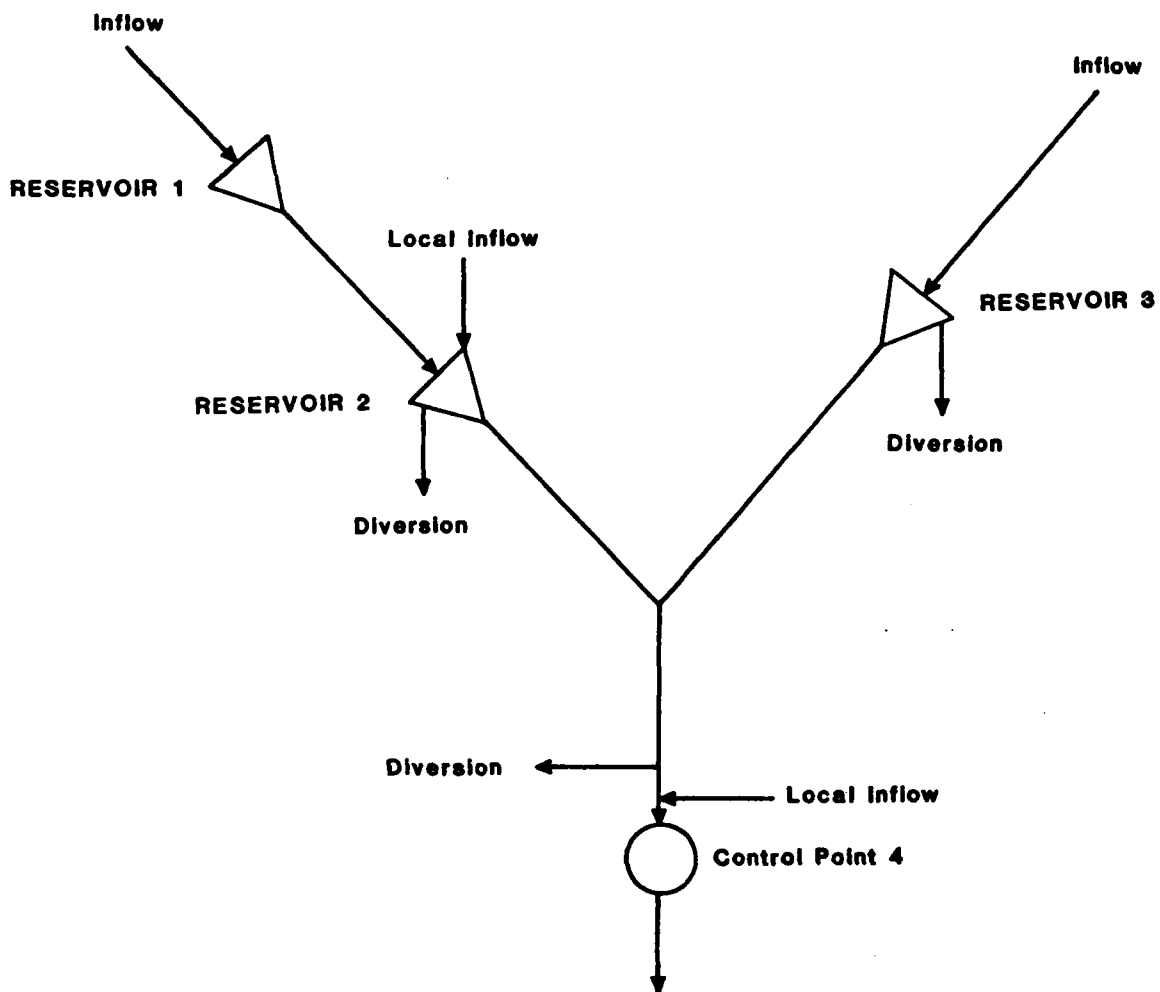 Inflow
Inflow
RESERVOIR 1
Local Inflow
RESERVOIR 3
RESERVOIR 2
Diversion
Diversion
Diversion
Local Inflow
Control Point 4